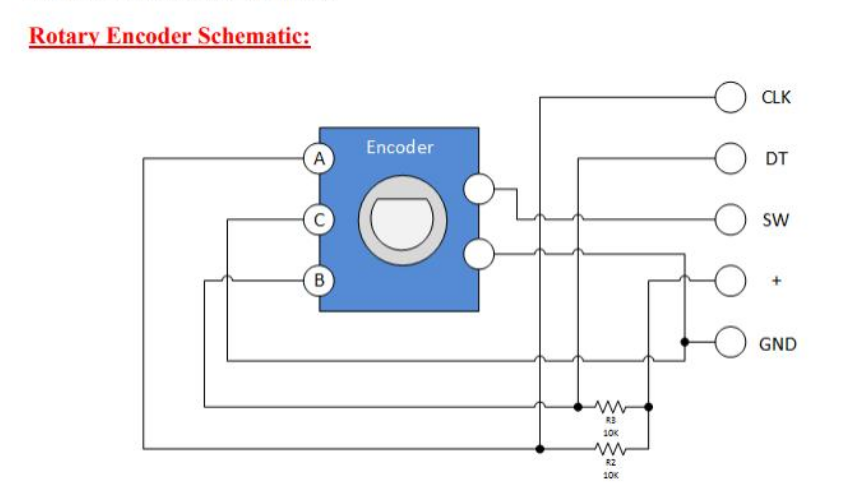 Rotary Encoder Schematic:
CLK
Encoder
A
DT
C
SW
B
+
GND
R3
10K
R2
10K